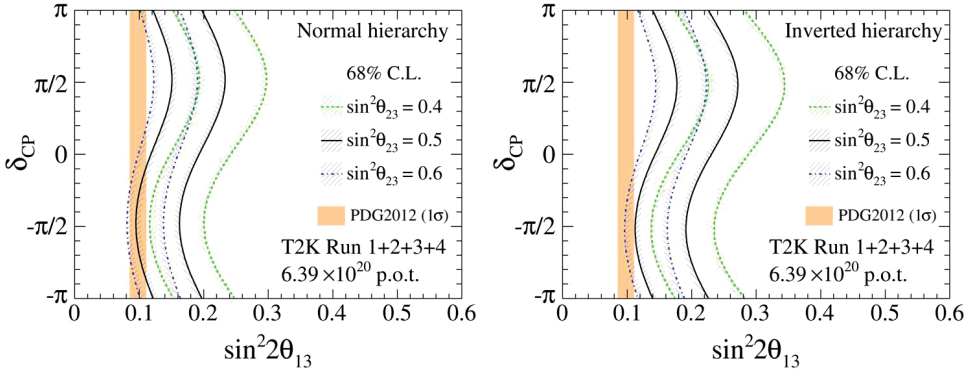 π
π/2
0
-π/2
-π
δCP
Normal hierarchy
68% C.L.
sin²θ23 = 0.4
sin²θ23 = 0.5
sin²θ23 = 0.6
PDG2012 (1σ)
T2K Run 1+2+3+4
6.39×10²⁰ p.o.t.
0 0.1 0.2 0.3 0.4 0.5 0.6
sin²2θ13
π
π/2
0
-π/2
-π
δCP
Inverted hierarchy
68% C.L.
sin²θ23 = 0.4
sin²θ23 = 0.5
sin²θ23 = 0.6
PDG2012 (1σ)
T2K Run 1+2+3+4
6.39×10²⁰ p.o.t.
0 0.1 0.2 0.3 0.4 0.5 0.6
sin²2θ13